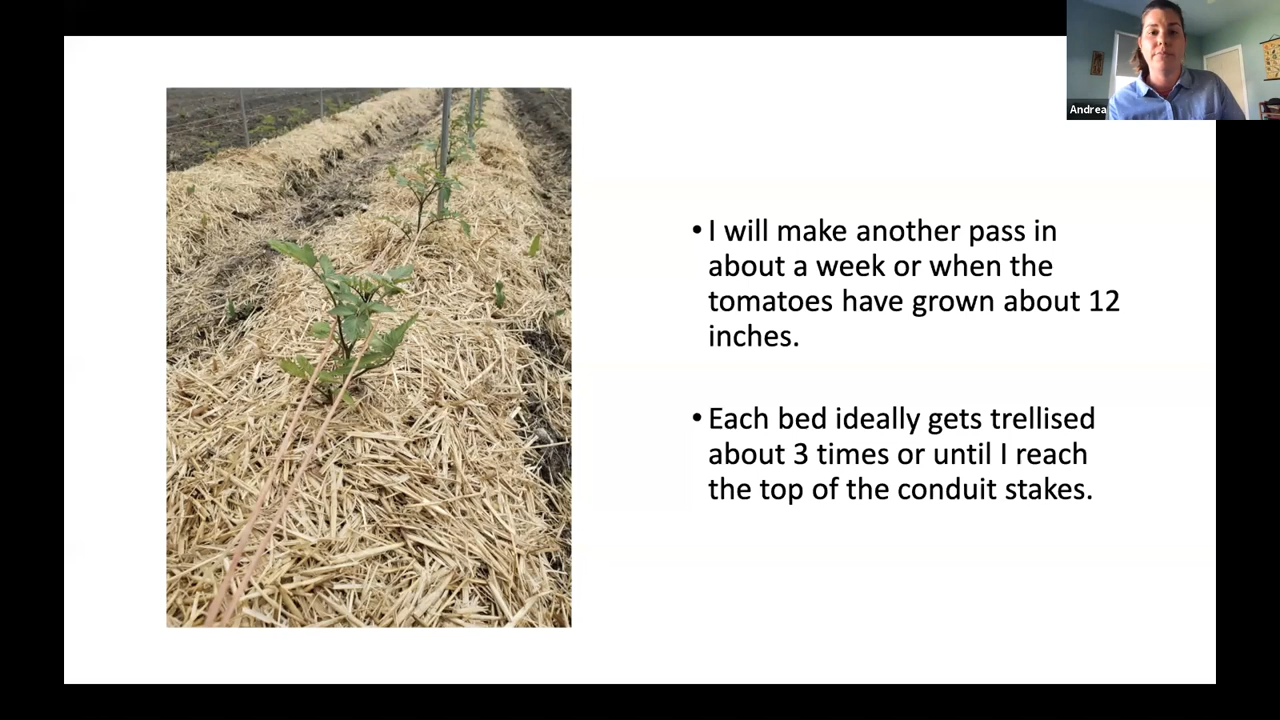 Andrea
• I will make another pass in
about a week or when the
tomatoes have grown about 12
inches.
• Each bed ideally gets trellised
about 3 times or until I reach
the top of the conduit stakes.